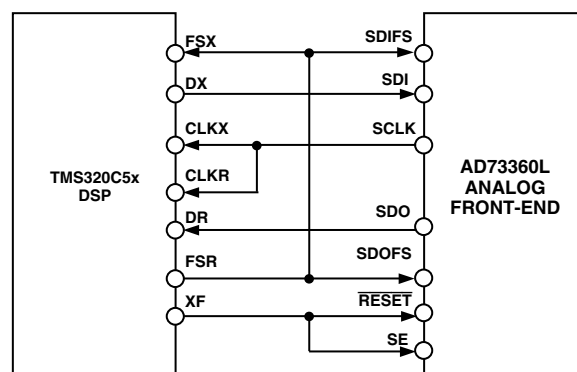 FSX
SDIFS
DX
SDI
CLKX
SCLK
TMS320C5x
DSP
CLKR
AD73360L
ANALOG
FRONT-END
DR
SDO
FSR
SDOFS
XF
RESET
SE